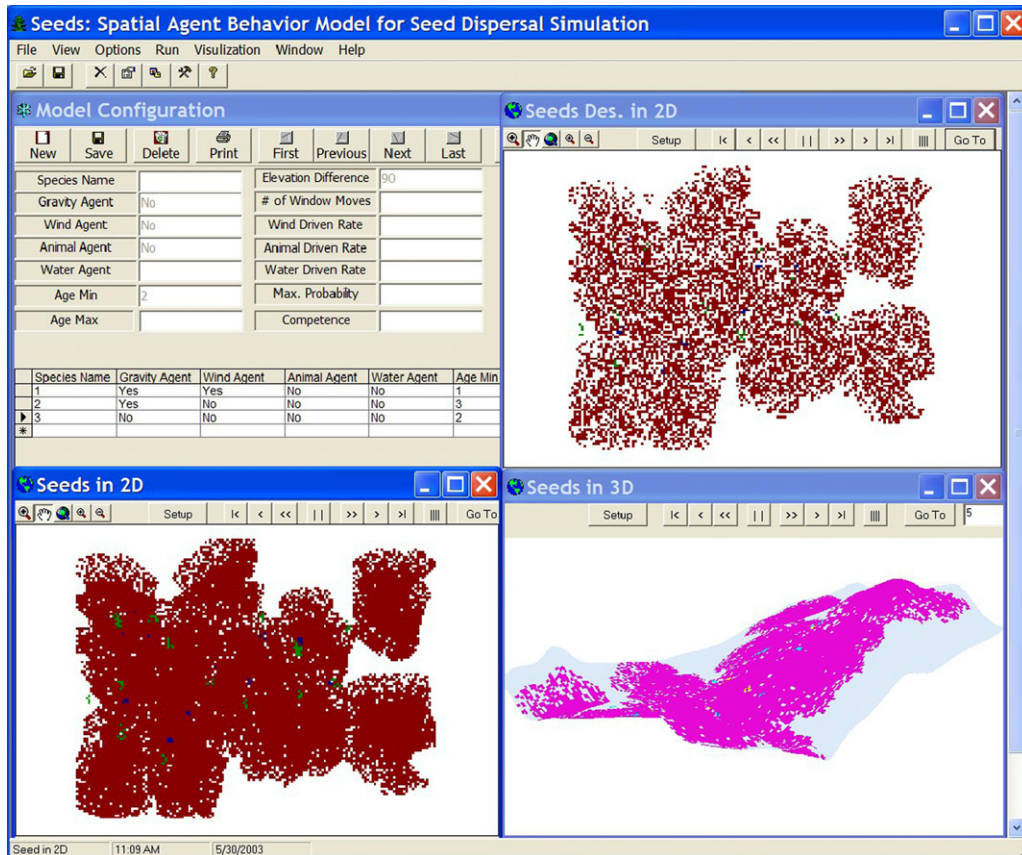 Seeds: Spatial Agent Behavior Model for Seed Dispersal Simulation
File View Options Run Visulization Window Help
Model Configuration
New Save Delete Print First Previous Next Last
Species Name Elevation Difference 90
Gravity Agent No # of Window Moves
Wind Agent No Wind Driven Rate
Animal Agent No Animal Driven Rate
Water Agent Water Driven Rate
Age Min 2 Max. Probability
Age Max Competence
Species Name Gravity Agent Wind Agent Animal Agent Water Agent Age Min
1 Yes Yes No No 1
2 Yes No No No 3
3 No No No No 2
Seeds Des. in 2D
Setup |< < << || >> > >| |||| Go To
Seeds in 2D
Setup |< < << || >> > >| |||| Go To
Seeds in 3D
Setup |< < << || >> > >| |||| Go To 5
Seed in 2D 11:09 AM 5/30/2003